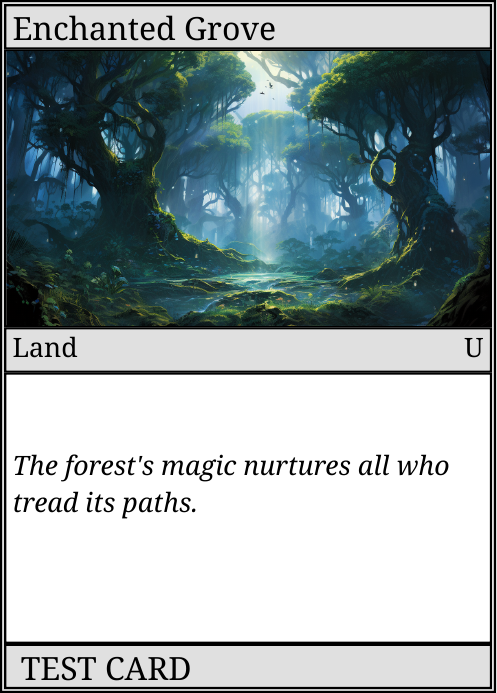 Enchanted Grove
Land U
The forest's magic nurtures all who
tread its paths.
TEST CARD